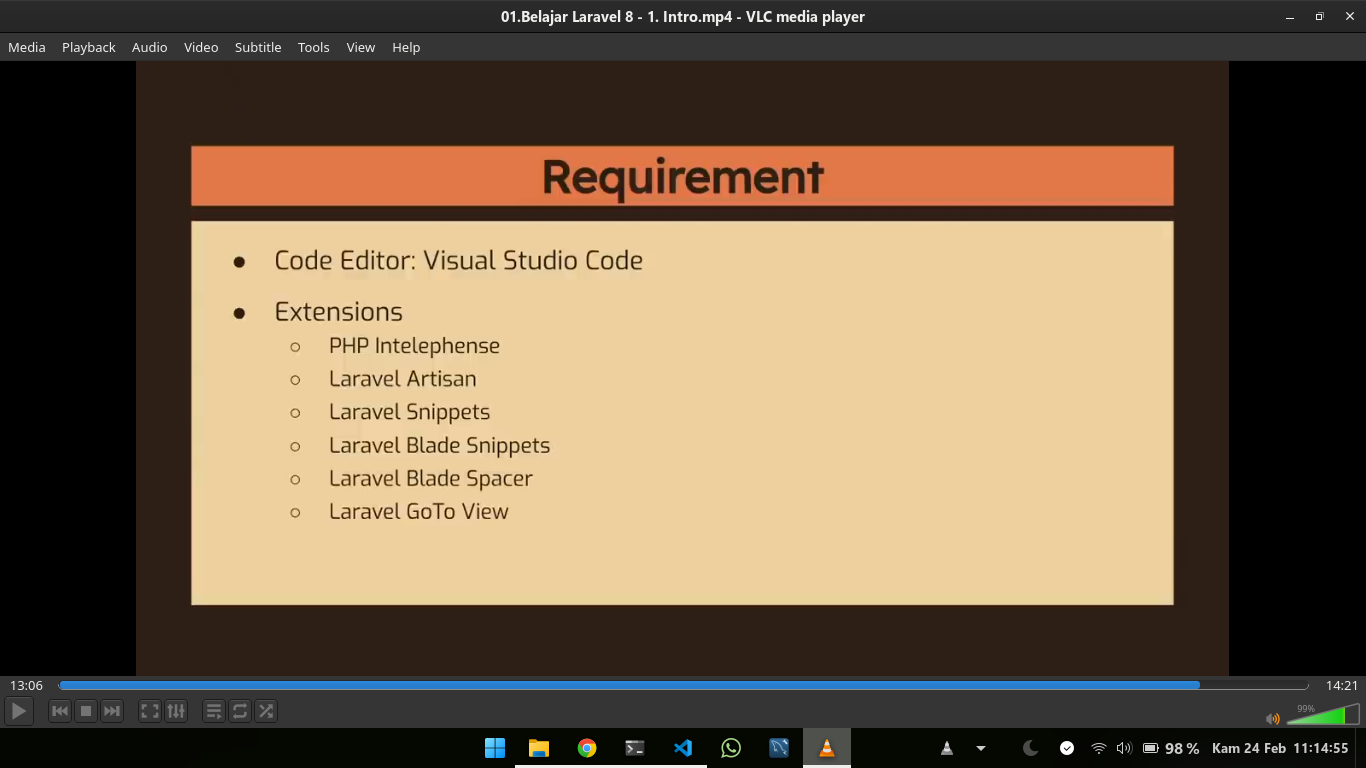 01.Belajar Laravel 8 - 1. Intro.mp4 - VLC media player
Media Playback Audio Video Subtitle Tools View Help
Requirement
● Code Editor: Visual Studio Code
● Extensions
○ PHP Intelephense
○ Laravel Artisan
○ Laravel Snippets
○ Laravel Blade Snippets
○ Laravel Blade Spacer
○ Laravel GoTo View
13:06 14:21
99%
98 % Kam 24 Feb 11:14:55